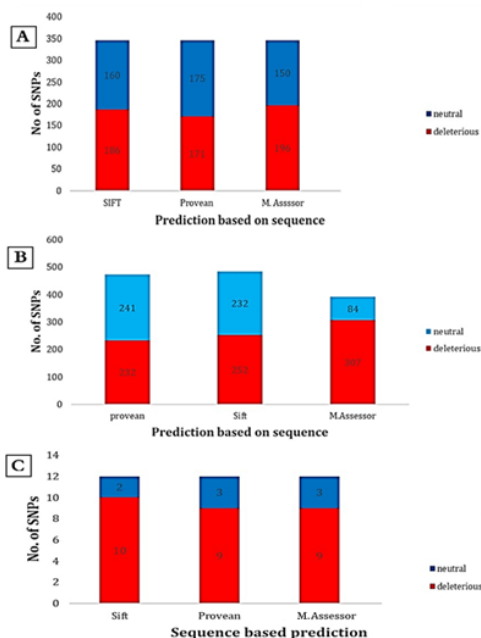 A
No of SNPs
400
350
300
250
200
150
100
50
0
160
175
150
186
171
196
SIFT
Provean
M. Assssor
Prediction based on sequence
neutral
deleterious
B
No. of SNPs
600
500
400
300
200
100
0
241
232
84
232
252
307
provean
Sift
M.Assessor
Prediction based on sequence
neutral
deleterious
C
No. of SNPs
14
12
10
8
6
4
2
0
2
3
3
10
9
9
Sift
Provean
M.Assessor
Sequence based prediction
neutral
deleterious